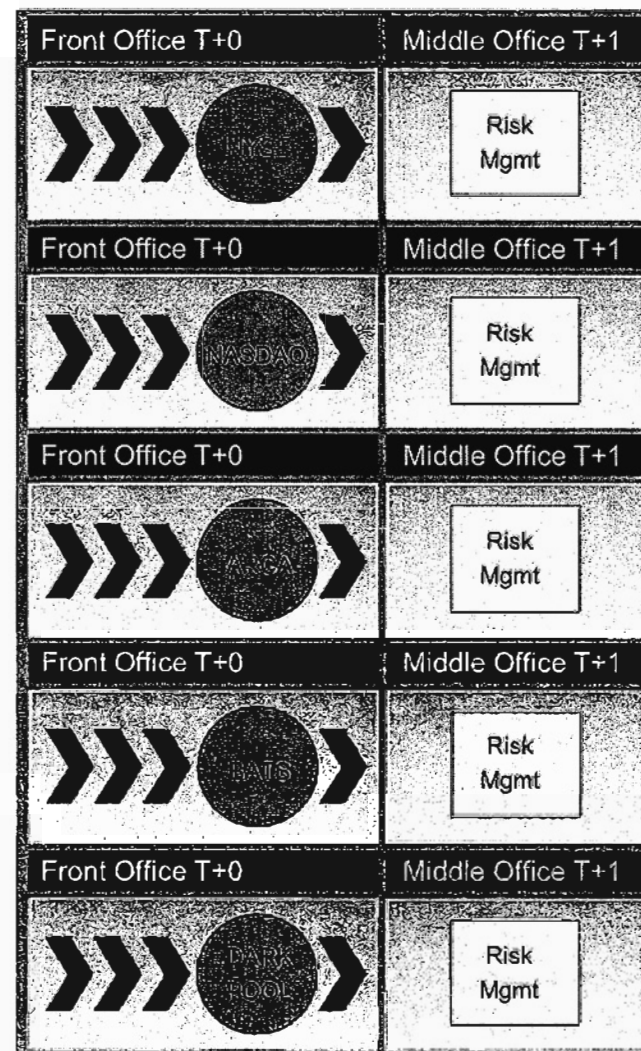 Front Office T+0 Middle Office T+1
NYSE
Risk
Mgmt
Front Office T+0 Middle Office T+1
NASDAQ
Risk
Mgmt
Front Office T+0 Middle Office T+1
ARCA
Risk
Mgmt
Front Office T+0 Middle Office T+1
BATS
Risk
Mgmt
Front Office T+0 Middle Office T+1
DARK
POOL
Risk
Mgmt